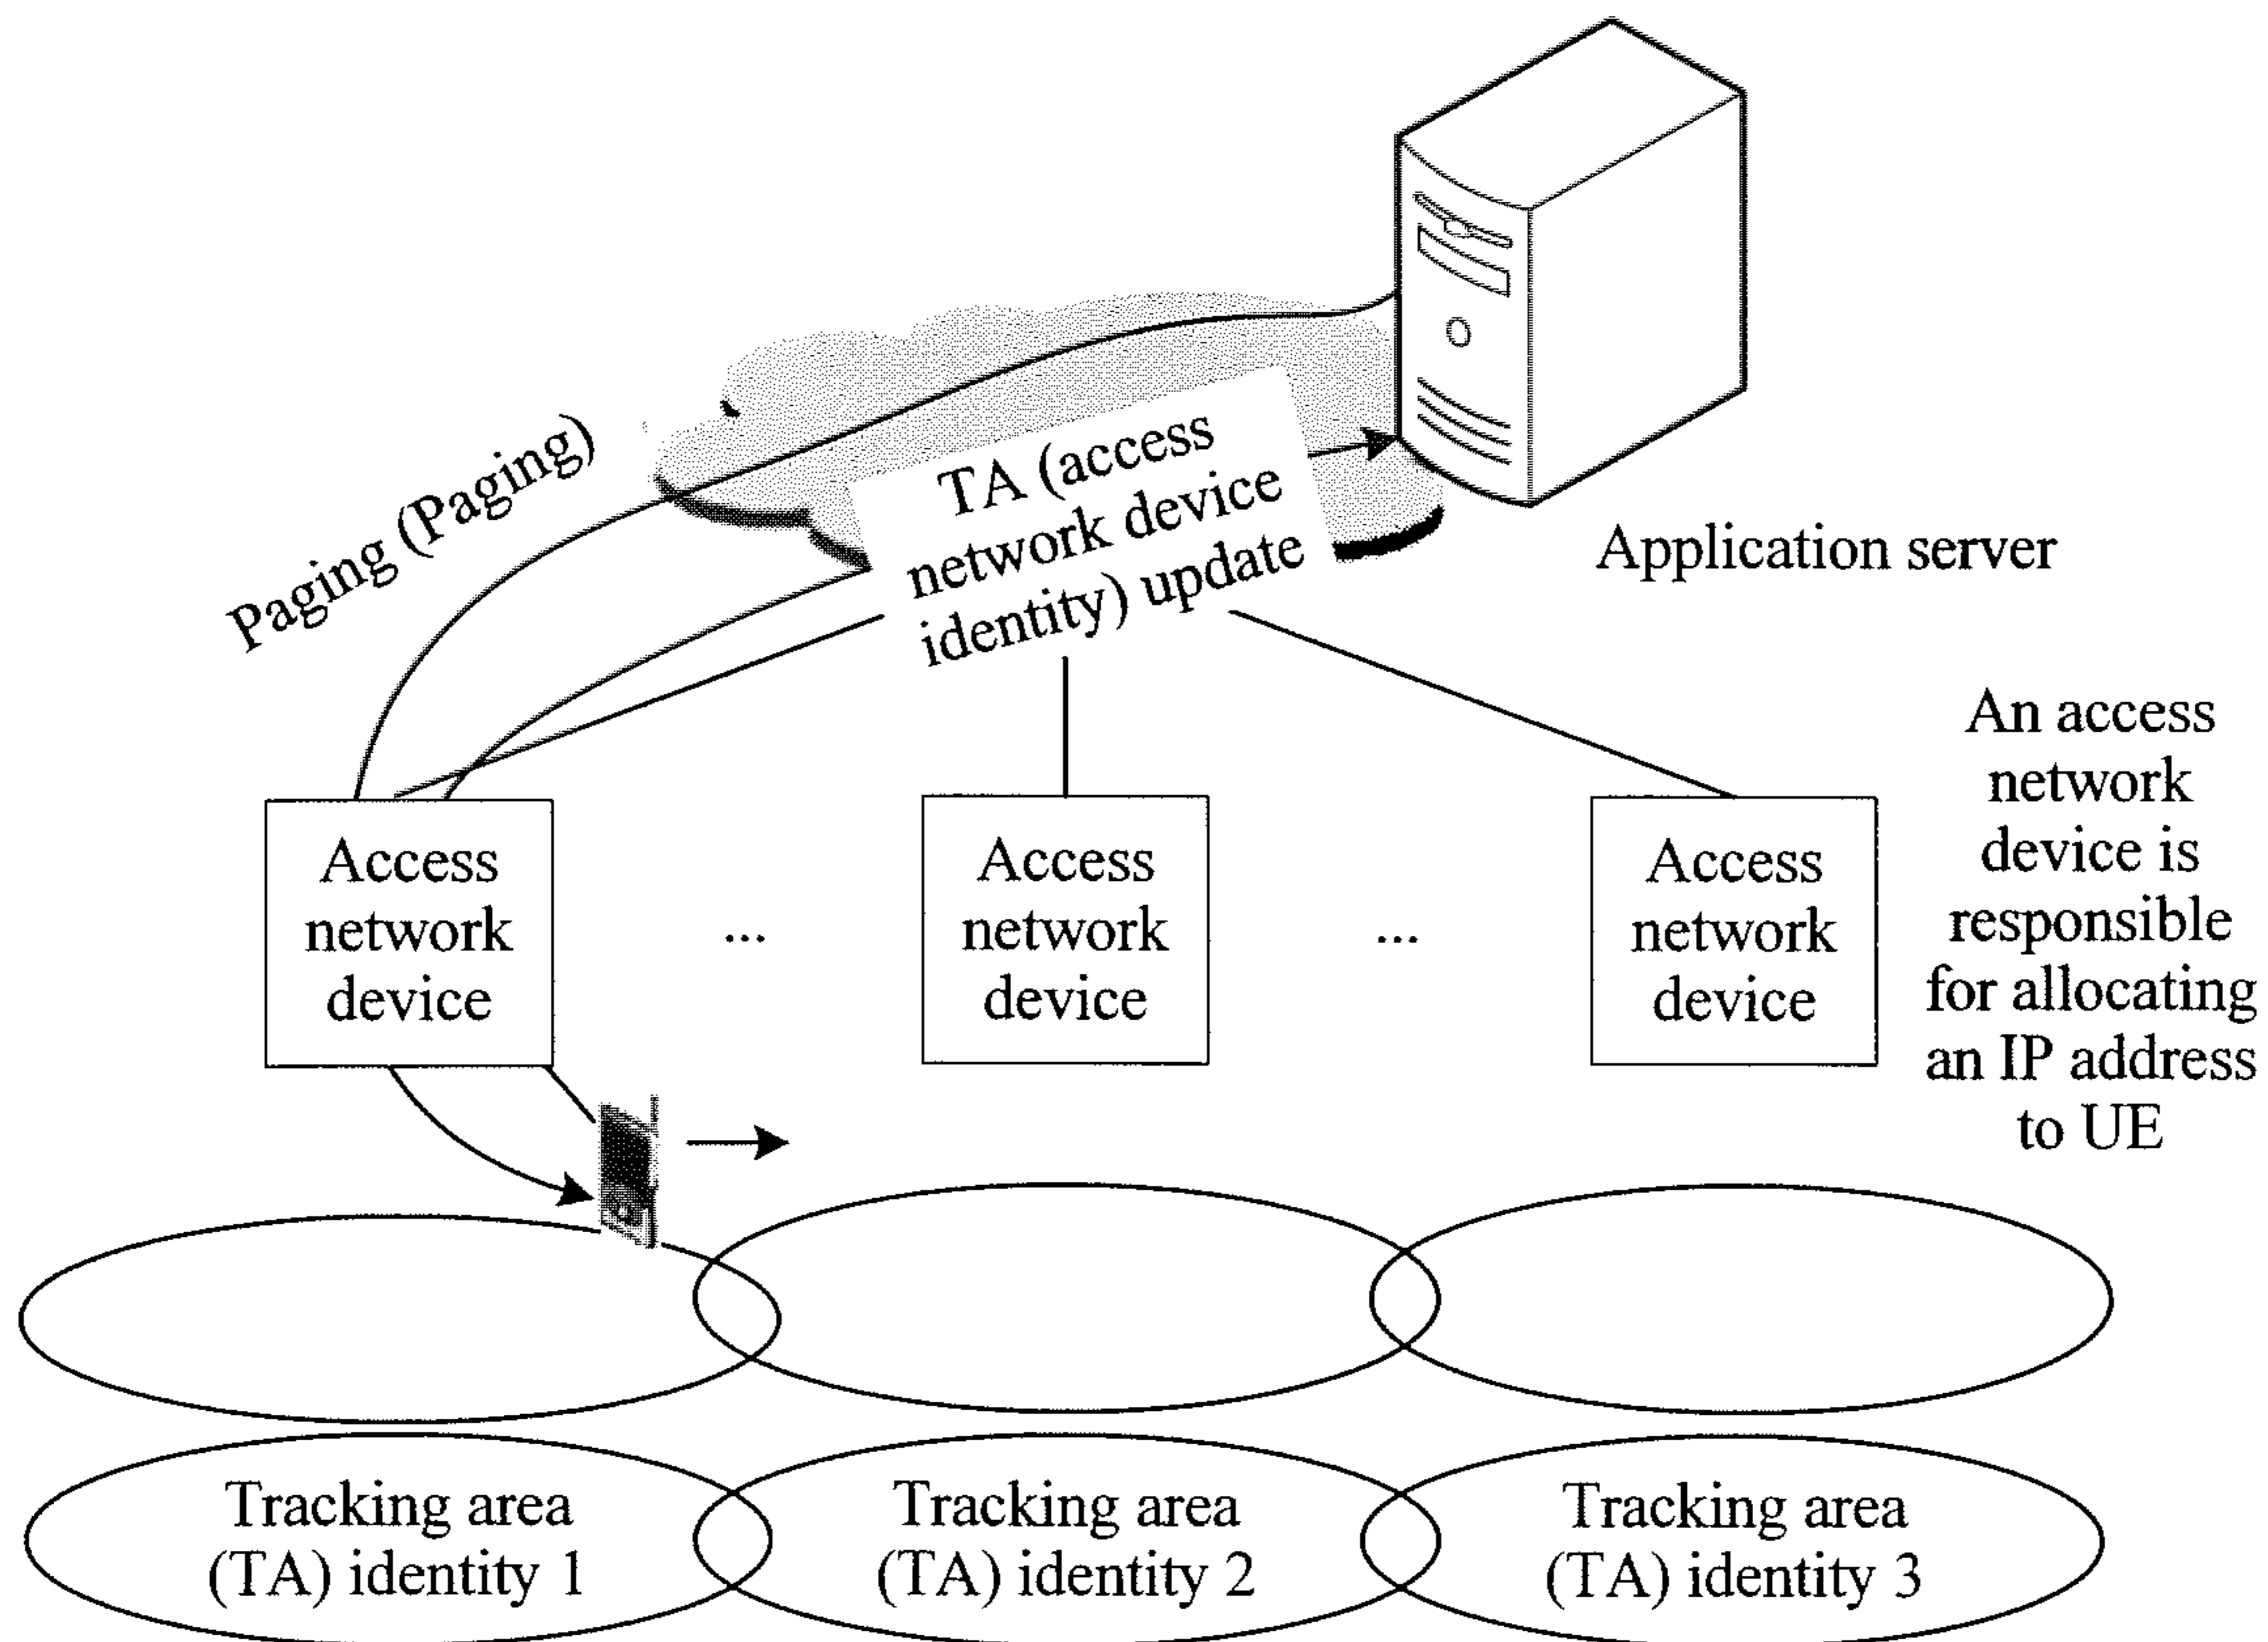 Paging (Paging)
TA (access
network device
identity) update
Application server
An access
network
device is
responsible
for allocating
an IP address
to UE
Access
network
device
...
Access
network
device
...
Access
network
device
Tracking area
(TA) identity 1
Tracking area
(TA) identity 2
Tracking area
(TA) identity 3